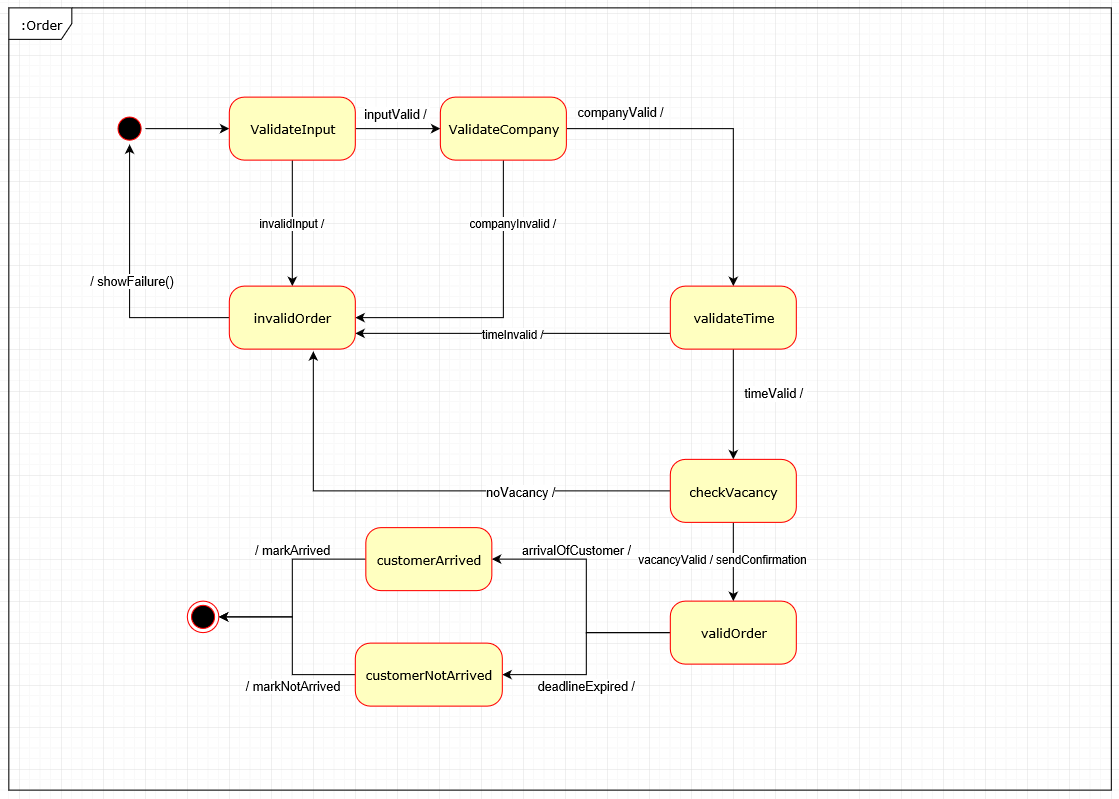 :Order
ValidateInput
inputValid /
ValidateCompany
companyValid /
invalidInput /
companyInvalid /
/ showFailure()
invalidOrder
validateTime
timeInvalid /
timeValid /
noVacancy /
checkVacancy
/ markArrived
customerArrived
arrivalOfCustomer /
vacancyValid / sendConfirmation
validOrder
customerNotArrived
/ markNotArrived
deadlineExpired /